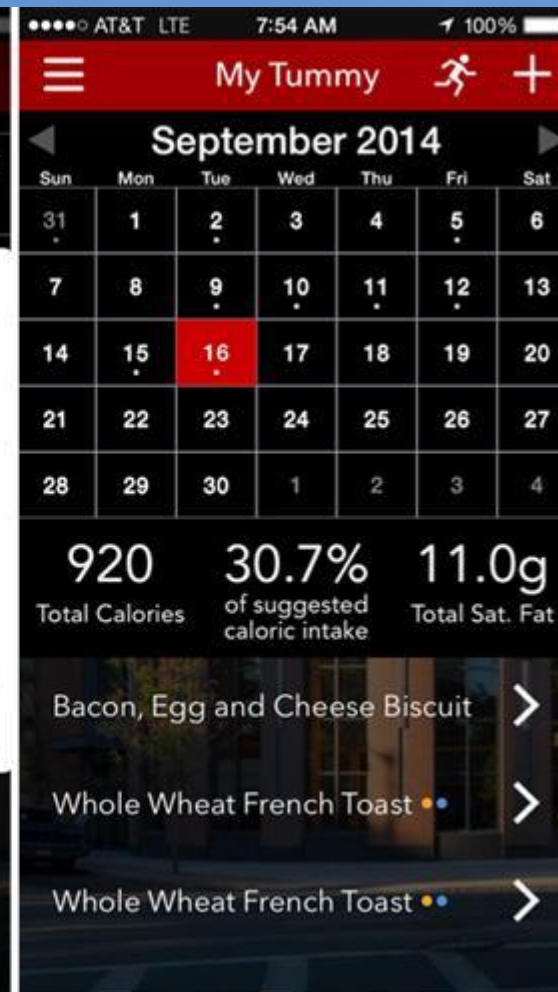 AT&T LTE 7:54 AM 100%
My Tummy
September 2014
Sun Mon Tue Wed Thu Fri Sat
31 1 2 3 4 5 6
7 8 9 10 11 12 13
14 15 16 17 18 19 20
21 22 23 24 25 26 27
28 29 30 1 2 3 4
920 30.7% 11.0g
Total Calories of suggested Total Sat. Fat
caloric intake
Bacon, Egg and Cheese Biscuit
Whole Wheat French Toast
Whole Wheat French Toast